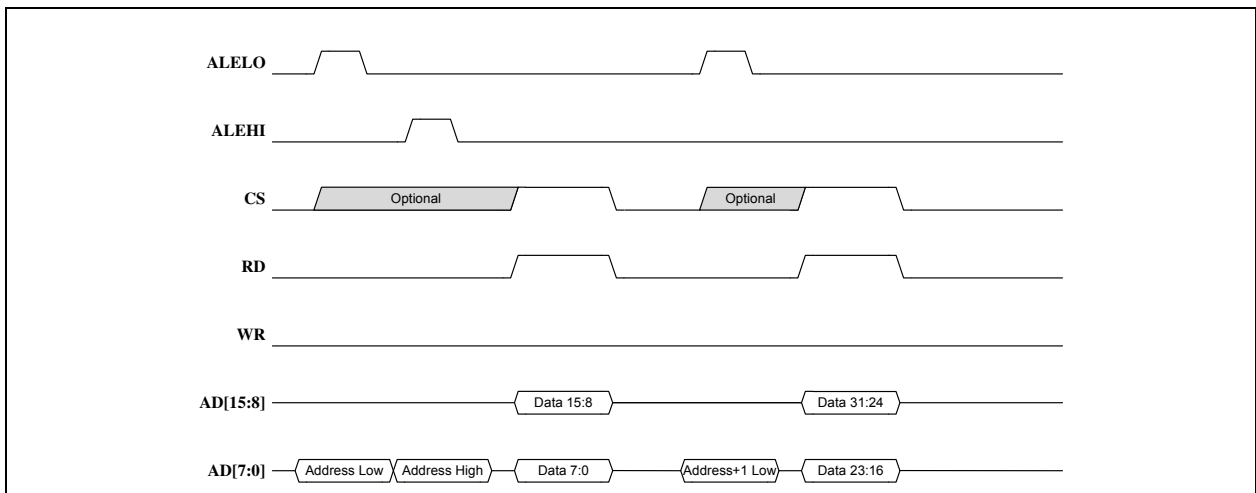 ALELO
ALEHI
CS Optional Optional
RD
WR
AD[15:8] Data 15:8 Data 31:24
AD[7:0] Address Low Address High Data 7:0 Address+1 Low Data 23:16